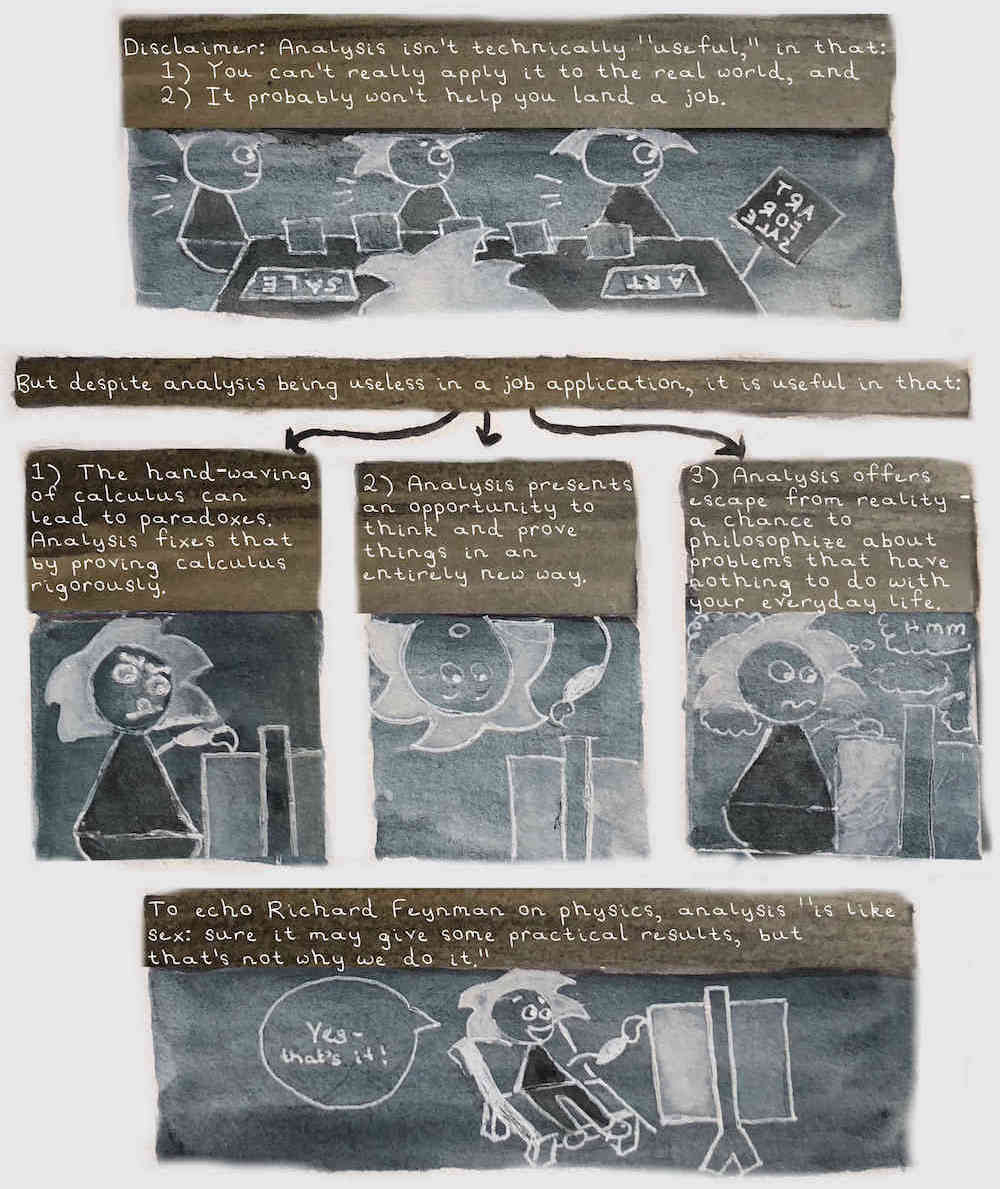 Disclaimer: Analysis isn't technically "useful," in that:
1) You can't really apply it to the real world, and
2) It probably won't help you land a job.
ART
FOR
SALE
SALE
ART
But despite analysis being useless in a job application, it is useful in that:
1) The hand-waving
of calculus can
lead to paradoxes.
Analysis fixes that
by proving calculus
rigorously.
2) Analysis presents
an opportunity to
think and prove
things in an
entirely new way.
3) Analysis offers
escape from reality -
a chance to
philosophize about
problems that have
nothing to do with
your everyday life.
Hmm
To echo Richard Feynman on physics, analysis "is like
sex: sure it may give some practical results, but
that's not why we do it."
Yes-
that's it!